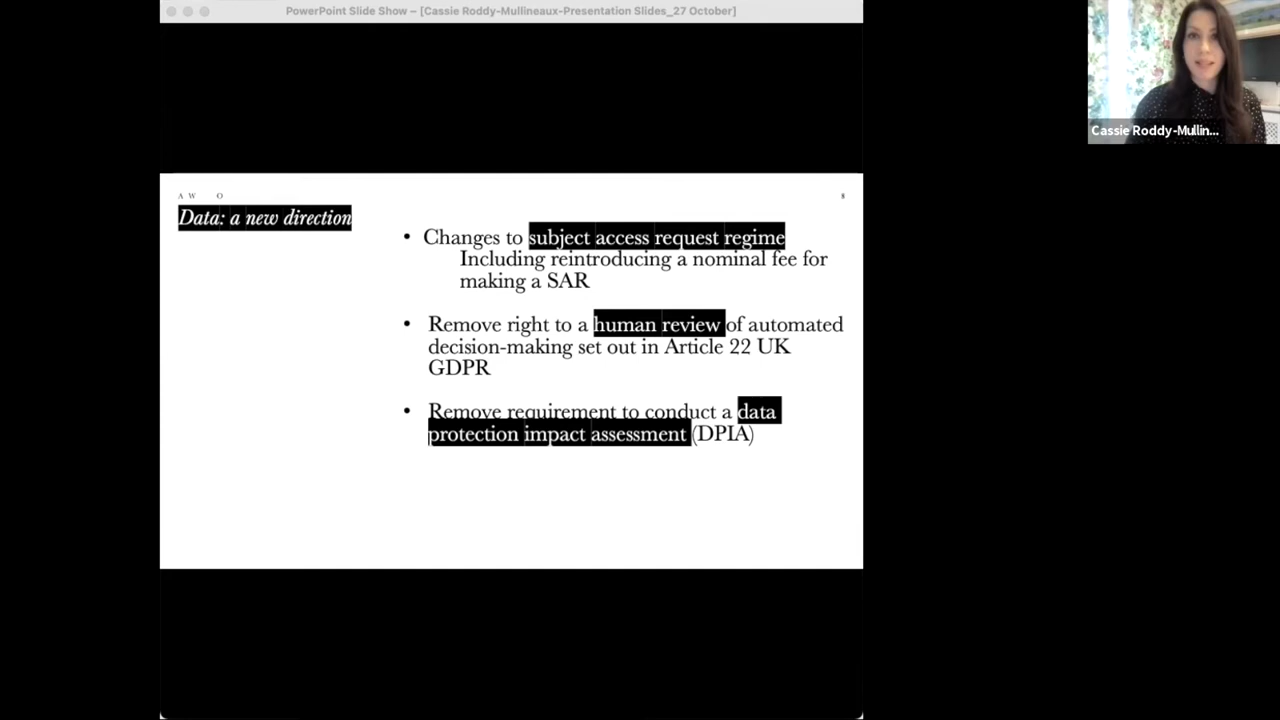 PowerPoint Slide Show – [Cassie Roddy-Mullineaux-Presentation Slides_27 October]
Cassie Roddy-Mullin...
A W O
8
Data: a new direction
• Changes to subject access request regime
Including reintroducing a nominal fee for
making a SAR
• Remove right to a human review of automated
decision-making set out in Article 22 UK
GDPR
• Remove requirement to conduct a data
protection impact assessment (DPIA)